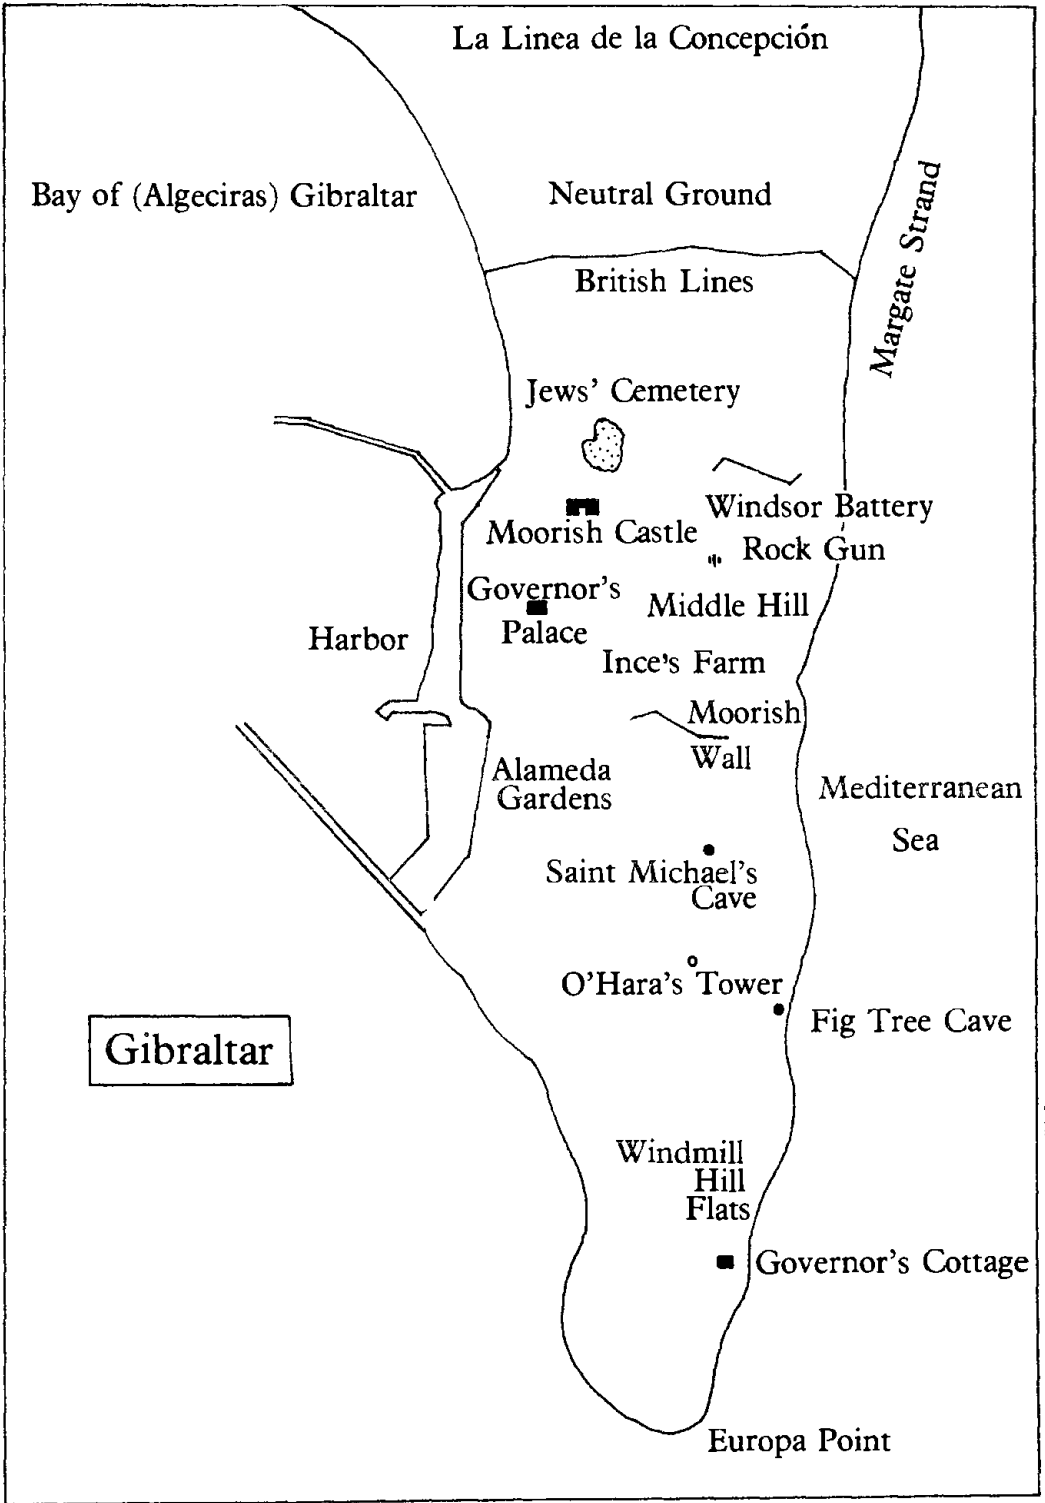 La Linea de la Concepción
Bay of (Algeciras) Gibraltar
Neutral Ground
Margate Strand
British Lines
Jews' Cemetery
Windsor Battery
Moorish Castle
Rock Gun
Governor's
Palace
Middle Hill
Harbor
Ince's Farm
Moorish
Wall
Alameda
Gardens
Mediterranean
Sea
Saint Michael's
Cave
O'Hara's Tower
Fig Tree Cave
Gibraltar
Windmill
Hill
Flats
Governor's Cottage
Europa Point